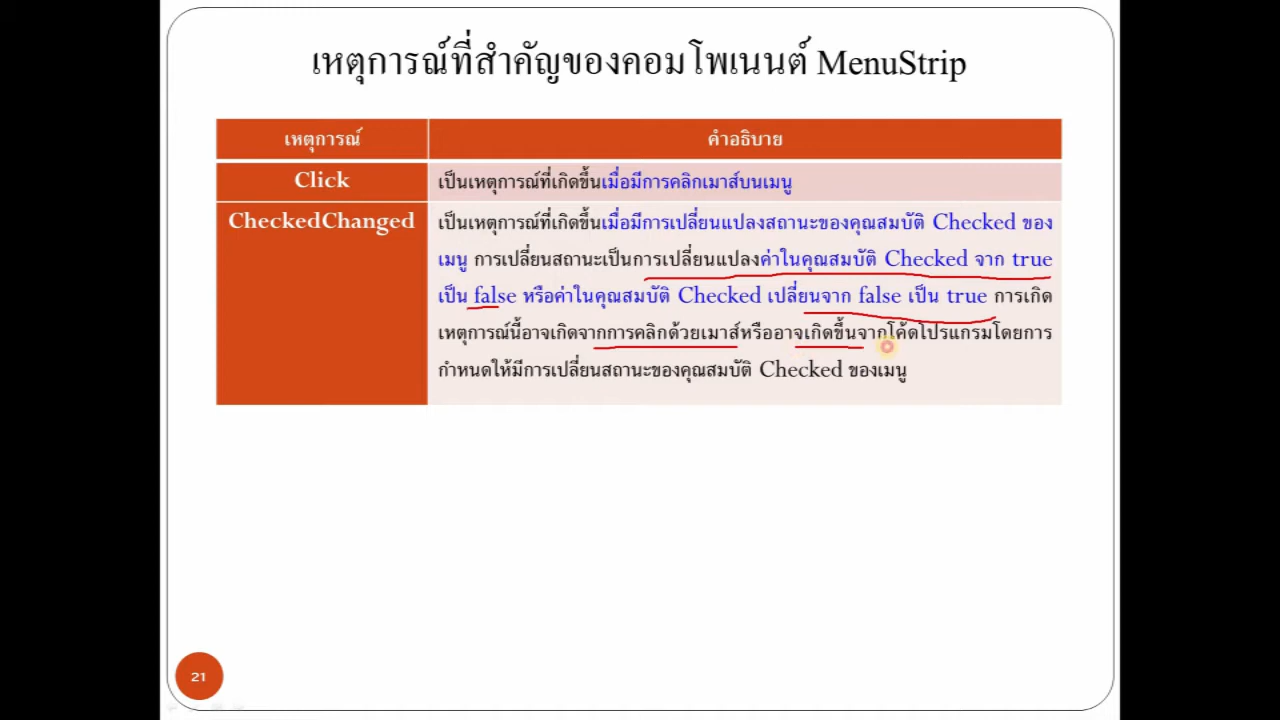 เหตุการณ์ที่สำคัญของคอมโพเนนต์ MenuStrip
เหตุการณ์
คำอธิบาย
Click
เป็นเหตุการณ์ที่เกิดขึ้นเมื่อมีการคลิกเมาส์บนเมนู
CheckedChanged
เป็นเหตุการณ์ที่เกิดขึ้นเมื่อมีการเปลี่ยนแปลงสถานะของคุณสมบัติ Checked ของ
เมนู การเปลี่ยนสถานะเป็นการเปลี่ยนแปลงค่าในคุณสมบัติ Checked จาก true
เป็น false หรือค่าในคุณสมบัติ Checked เปลี่ยนจาก false เป็น true การเกิด
เหตุการณ์นี้อาจเกิดจากการคลิกด้วยเมาส์หรืออาจเกิดขึ้นจากโค้ดโปรแกรมโดยการ
กำหนดให้มีการเปลี่ยนสถานะของคุณสมบัติ Checked ของเมนู
21